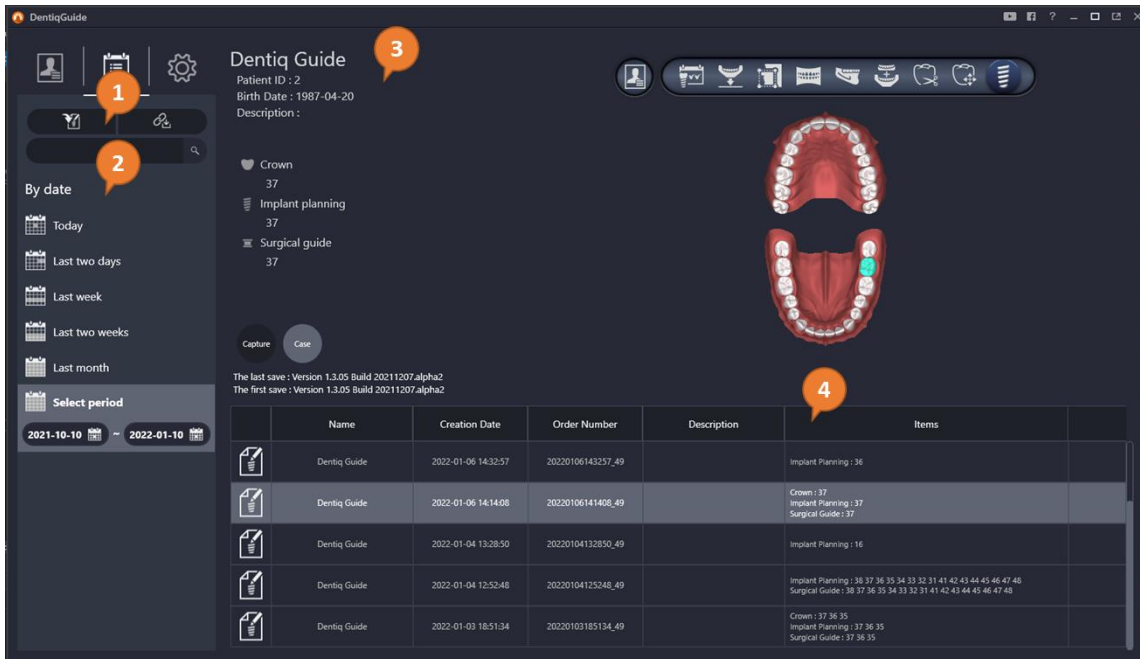 DentiqGuide
?
1
2
By date
Today
Last two days
Last week
Last two weeks
Last month
Select period
2021-10-10 ~ 2022-01-10
3
Dentiq Guide
Patient ID : 2
Birth Date : 1987-04-20
Description :
Crown
37
Implant planning
37
Surgical guide
37
Capture Case
The last save : Version 1.3.05 Build 20211207.alpha2
The first save : Version 1.3.05 Build 20211207.alpha2
4
Name Creation Date Order Number Description Items
Dentiq Guide 2022-01-06 14:32:57 20220106143257_49 Implant Planning : 36
Crown : 37
Dentiq Guide 2022-01-06 14:14:08 20220106141408_49 Implant Planning : 37
Surgical Guide : 37
Dentiq Guide 2022-01-04 13:28:50 20220104132850_49 Implant Planning : 16
Implant Planning : 38 37 36 35 34 33 32 31 41 42 43 44 45 46 47 48
Dentiq Guide 2022-01-04 12:52:48 20220104125248_49
Surgical Guide : 38 37 36 35 34 33 32 31 41 42 43 44 45 46 47 48
Crown : 37 36 35
Dentiq Guide 2022-01-03 18:51:34 20220103185134_49 Implant Planning : 37 36 35
Surgical Guide : 37 36 35